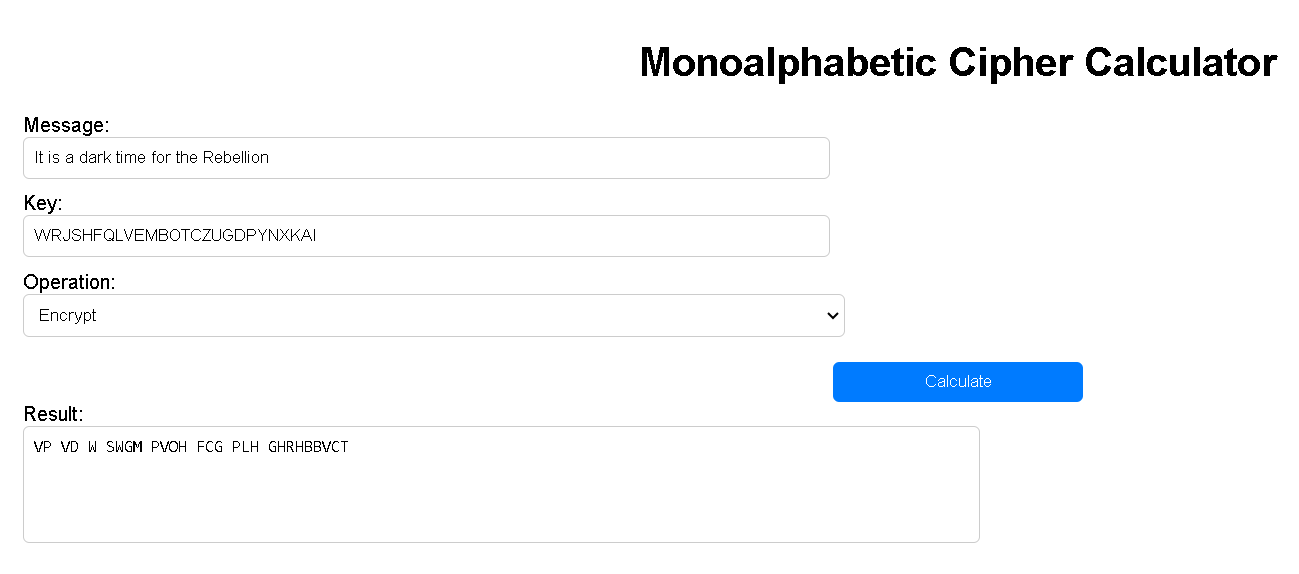 Monoalphabetic Cipher Calculator
Message:
It is a dark time for the Rebellion
Key:
WRJSHFQLVEMBOTCZUGDPYNXKAI
Operation:
Encrypt
Calculate
Result:
VP VD W SWGM PVOH FCG PLH GHRHBBVCT